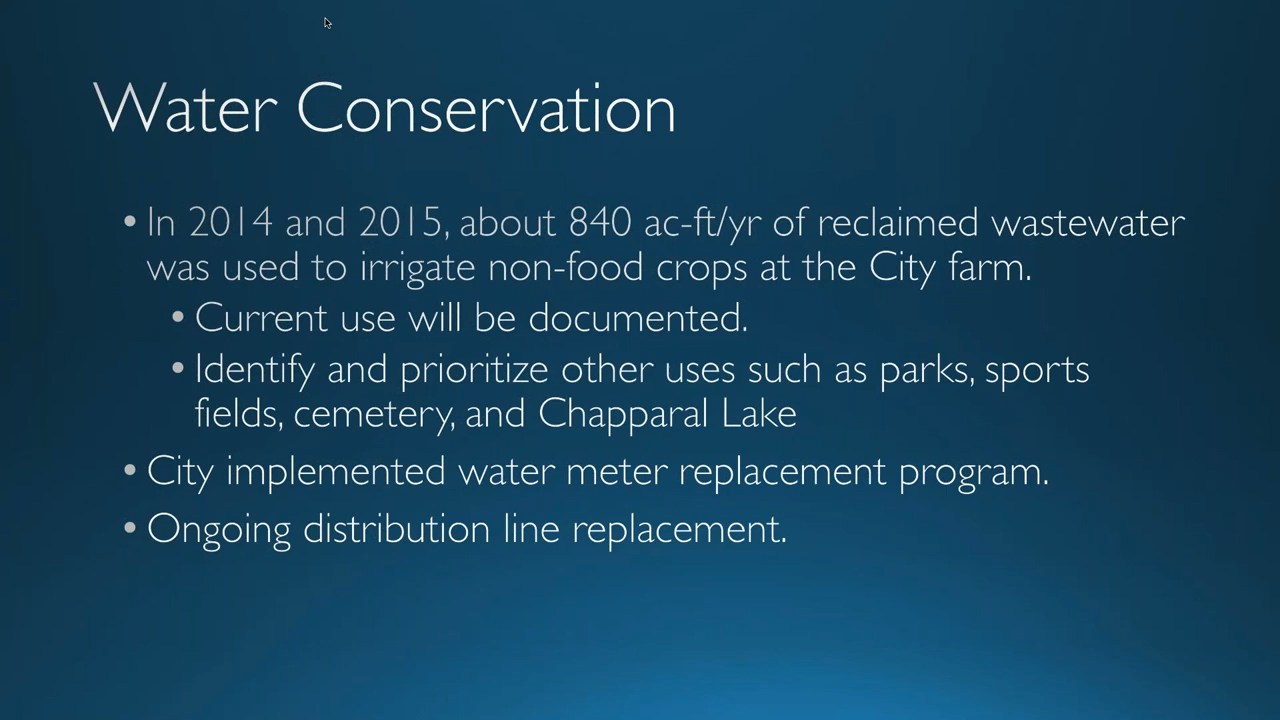 Water Conservation
• In 2014 and 2015, about 840 ac-ft/yr of reclaimed wastewater
was used to irrigate non-food crops at the City farm.
• Current use will be documented.
• Identify and prioritize other uses such as parks, sports
fields, cemetery, and Chapparal Lake
• City implemented water meter replacement program.
• Ongoing distribution line replacement.